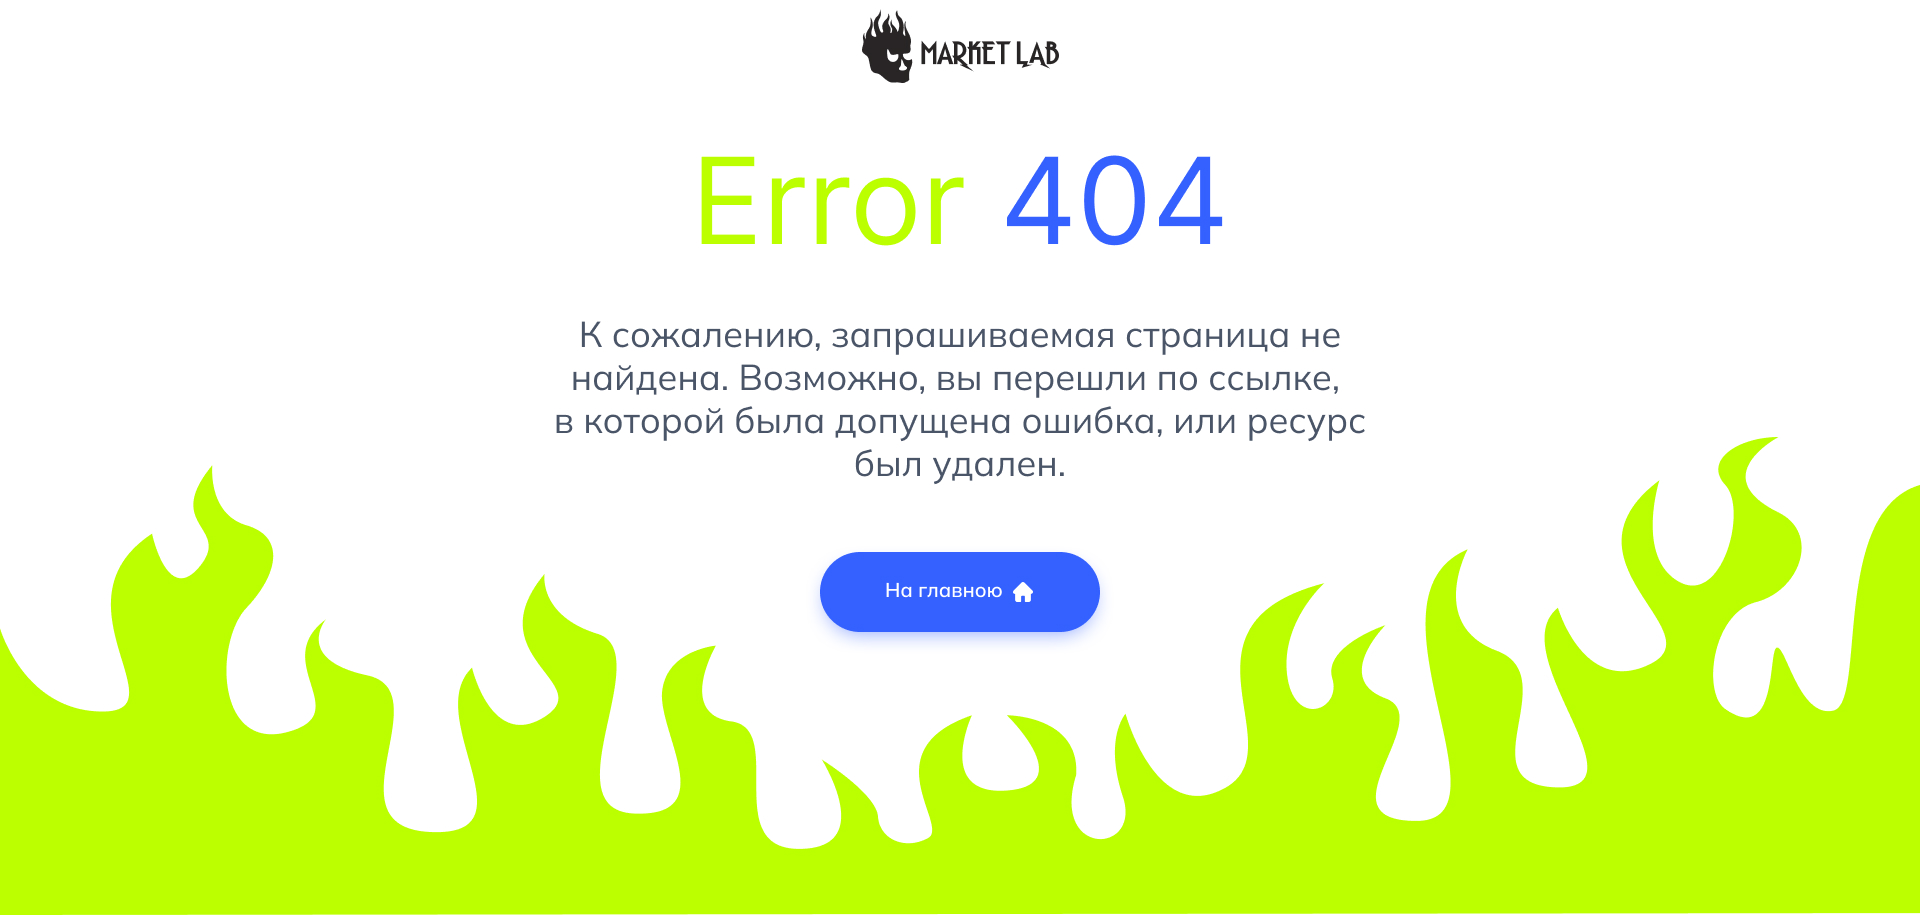 MARKET LAB
Error 404
К сожалению, запрашиваемая страница не
найдена. Возможно, вы перешли по ссылке,
в которой была допущена ошибка, или ресурс
был удален.
На главною